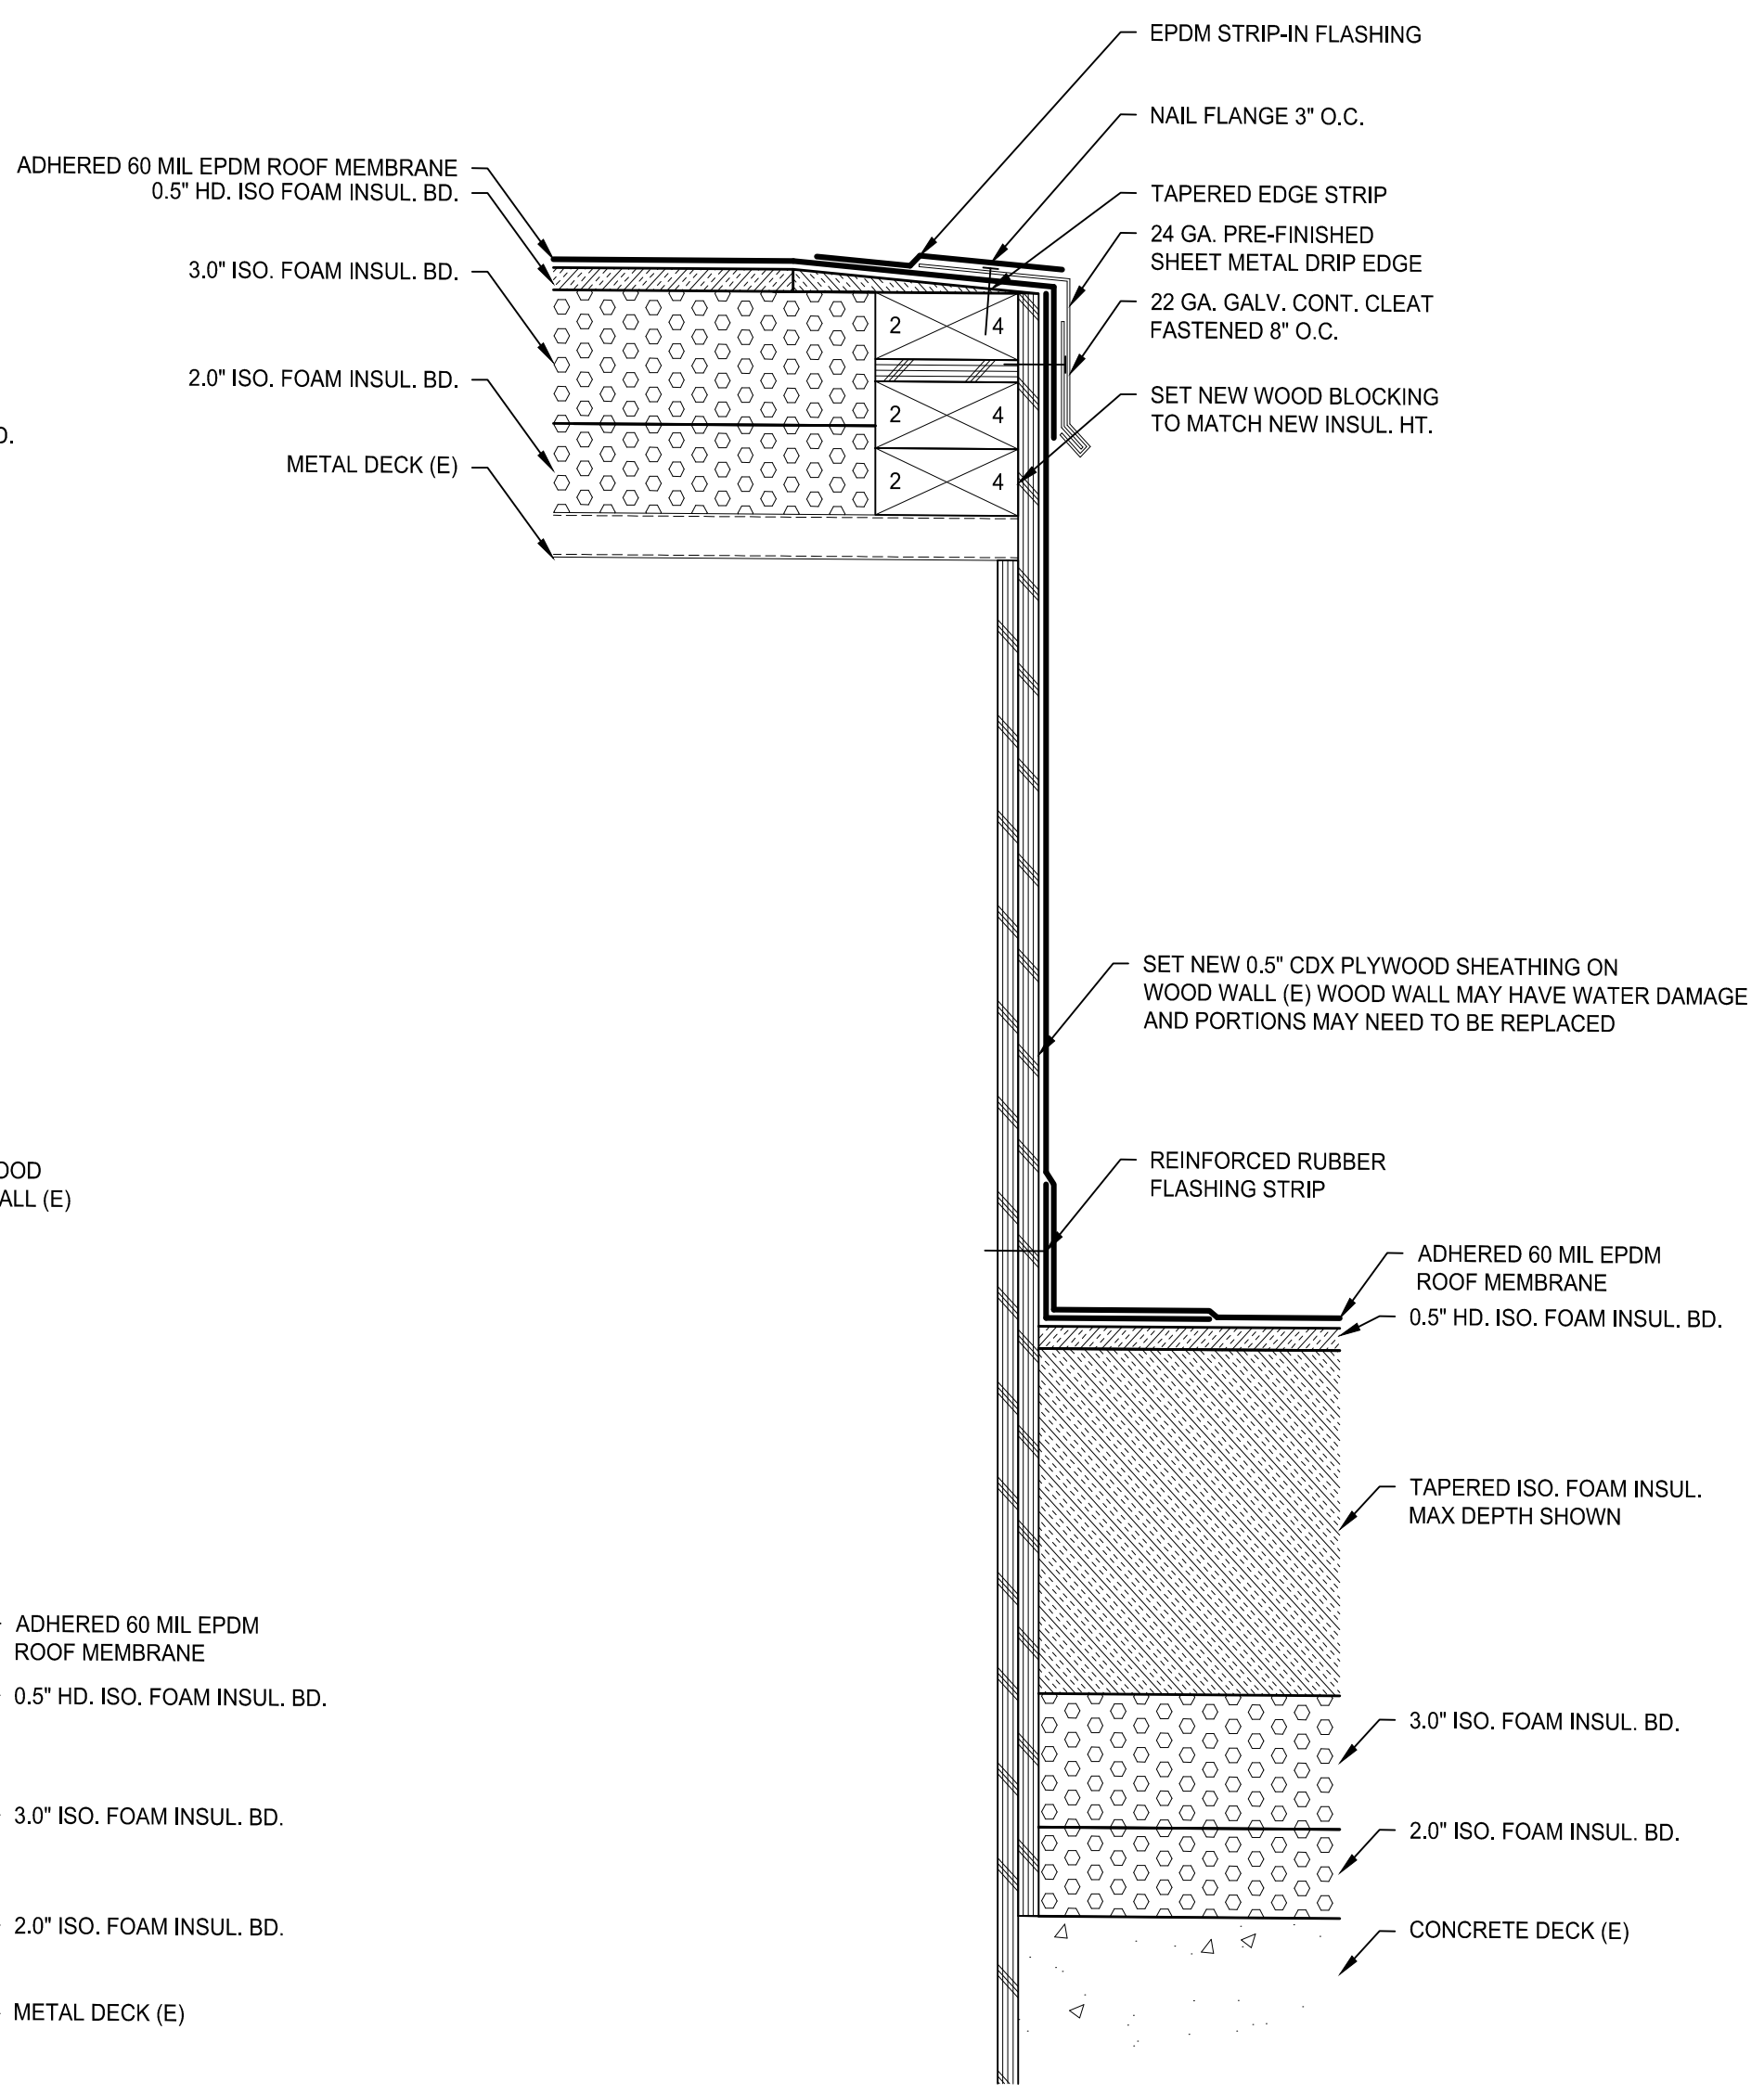 EPDM STRIP-IN FLASHING
NAIL FLANGE 3" O.C.
ADHERED 60 MIL EPDM ROOF MEMBRANE
0.5" HD. ISO FOAM INSUL. BD.
TAPERED EDGE STRIP
24 GA. PRE-FINISHED
SHEET METAL DRIP EDGE
3.0" ISO. FOAM INSUL. BD.
22 GA. GALV. CONT. CLEAT
FASTENED 8" O.C.
2 4
2.0" ISO. FOAM INSUL. BD.
SET NEW WOOD BLOCKING
TO MATCH NEW INSUL. HT.
2 4
D.
METAL DECK (E)
2 4
SET NEW 0.5" CDX PLYWOOD SHEATHING ON
WOOD WALL (E) WOOD WALL MAY HAVE WATER DAMAGE
AND PORTIONS MAY NEED TO BE REPLACED
OOD
ALL (E)
REINFORCED RUBBER
FLASHING STRIP
ADHERED 60 MIL EPDM
ROOF MEMBRANE
0.5" HD. ISO. FOAM INSUL. BD.
TAPERED ISO. FOAM INSUL.
MAX DEPTH SHOWN
ADHERED 60 MIL EPDM
ROOF MEMBRANE
0.5" HD. ISO. FOAM INSUL. BD.
3.0" ISO. FOAM INSUL. BD.
3.0" ISO. FOAM INSUL. BD.
2.0" ISO. FOAM INSUL. BD.
2.0" ISO. FOAM INSUL. BD.
CONCRETE DECK (E)
METAL DECK (E)